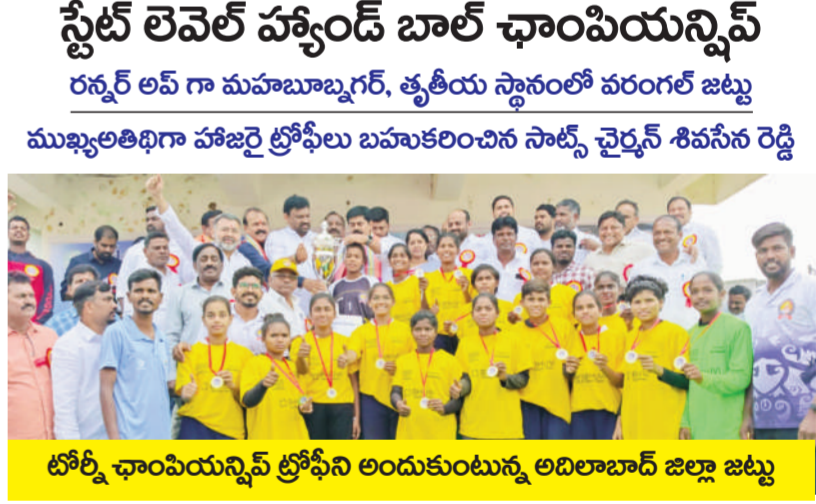 స్టేట్ లెవెల్ హ్యాండ్ బాల్ ఛాంపియన్షిప్
రన్నర్ అప్ గా మహబూబ్నగర్, తృతీయ స్థానంలో వరంగల్ జట్టు
ముఖ్యఅతిథిగా హాజరై ట్రోఫీలు బహుకరించిన సాట్స్ చైర్మన్ శివసేన రెడ్డి
టోర్నీ ఛాంపియన్షిప్ ట్రోఫీని అందుకుంటున్న అదిలాబాద్ జిల్లా జట్టు